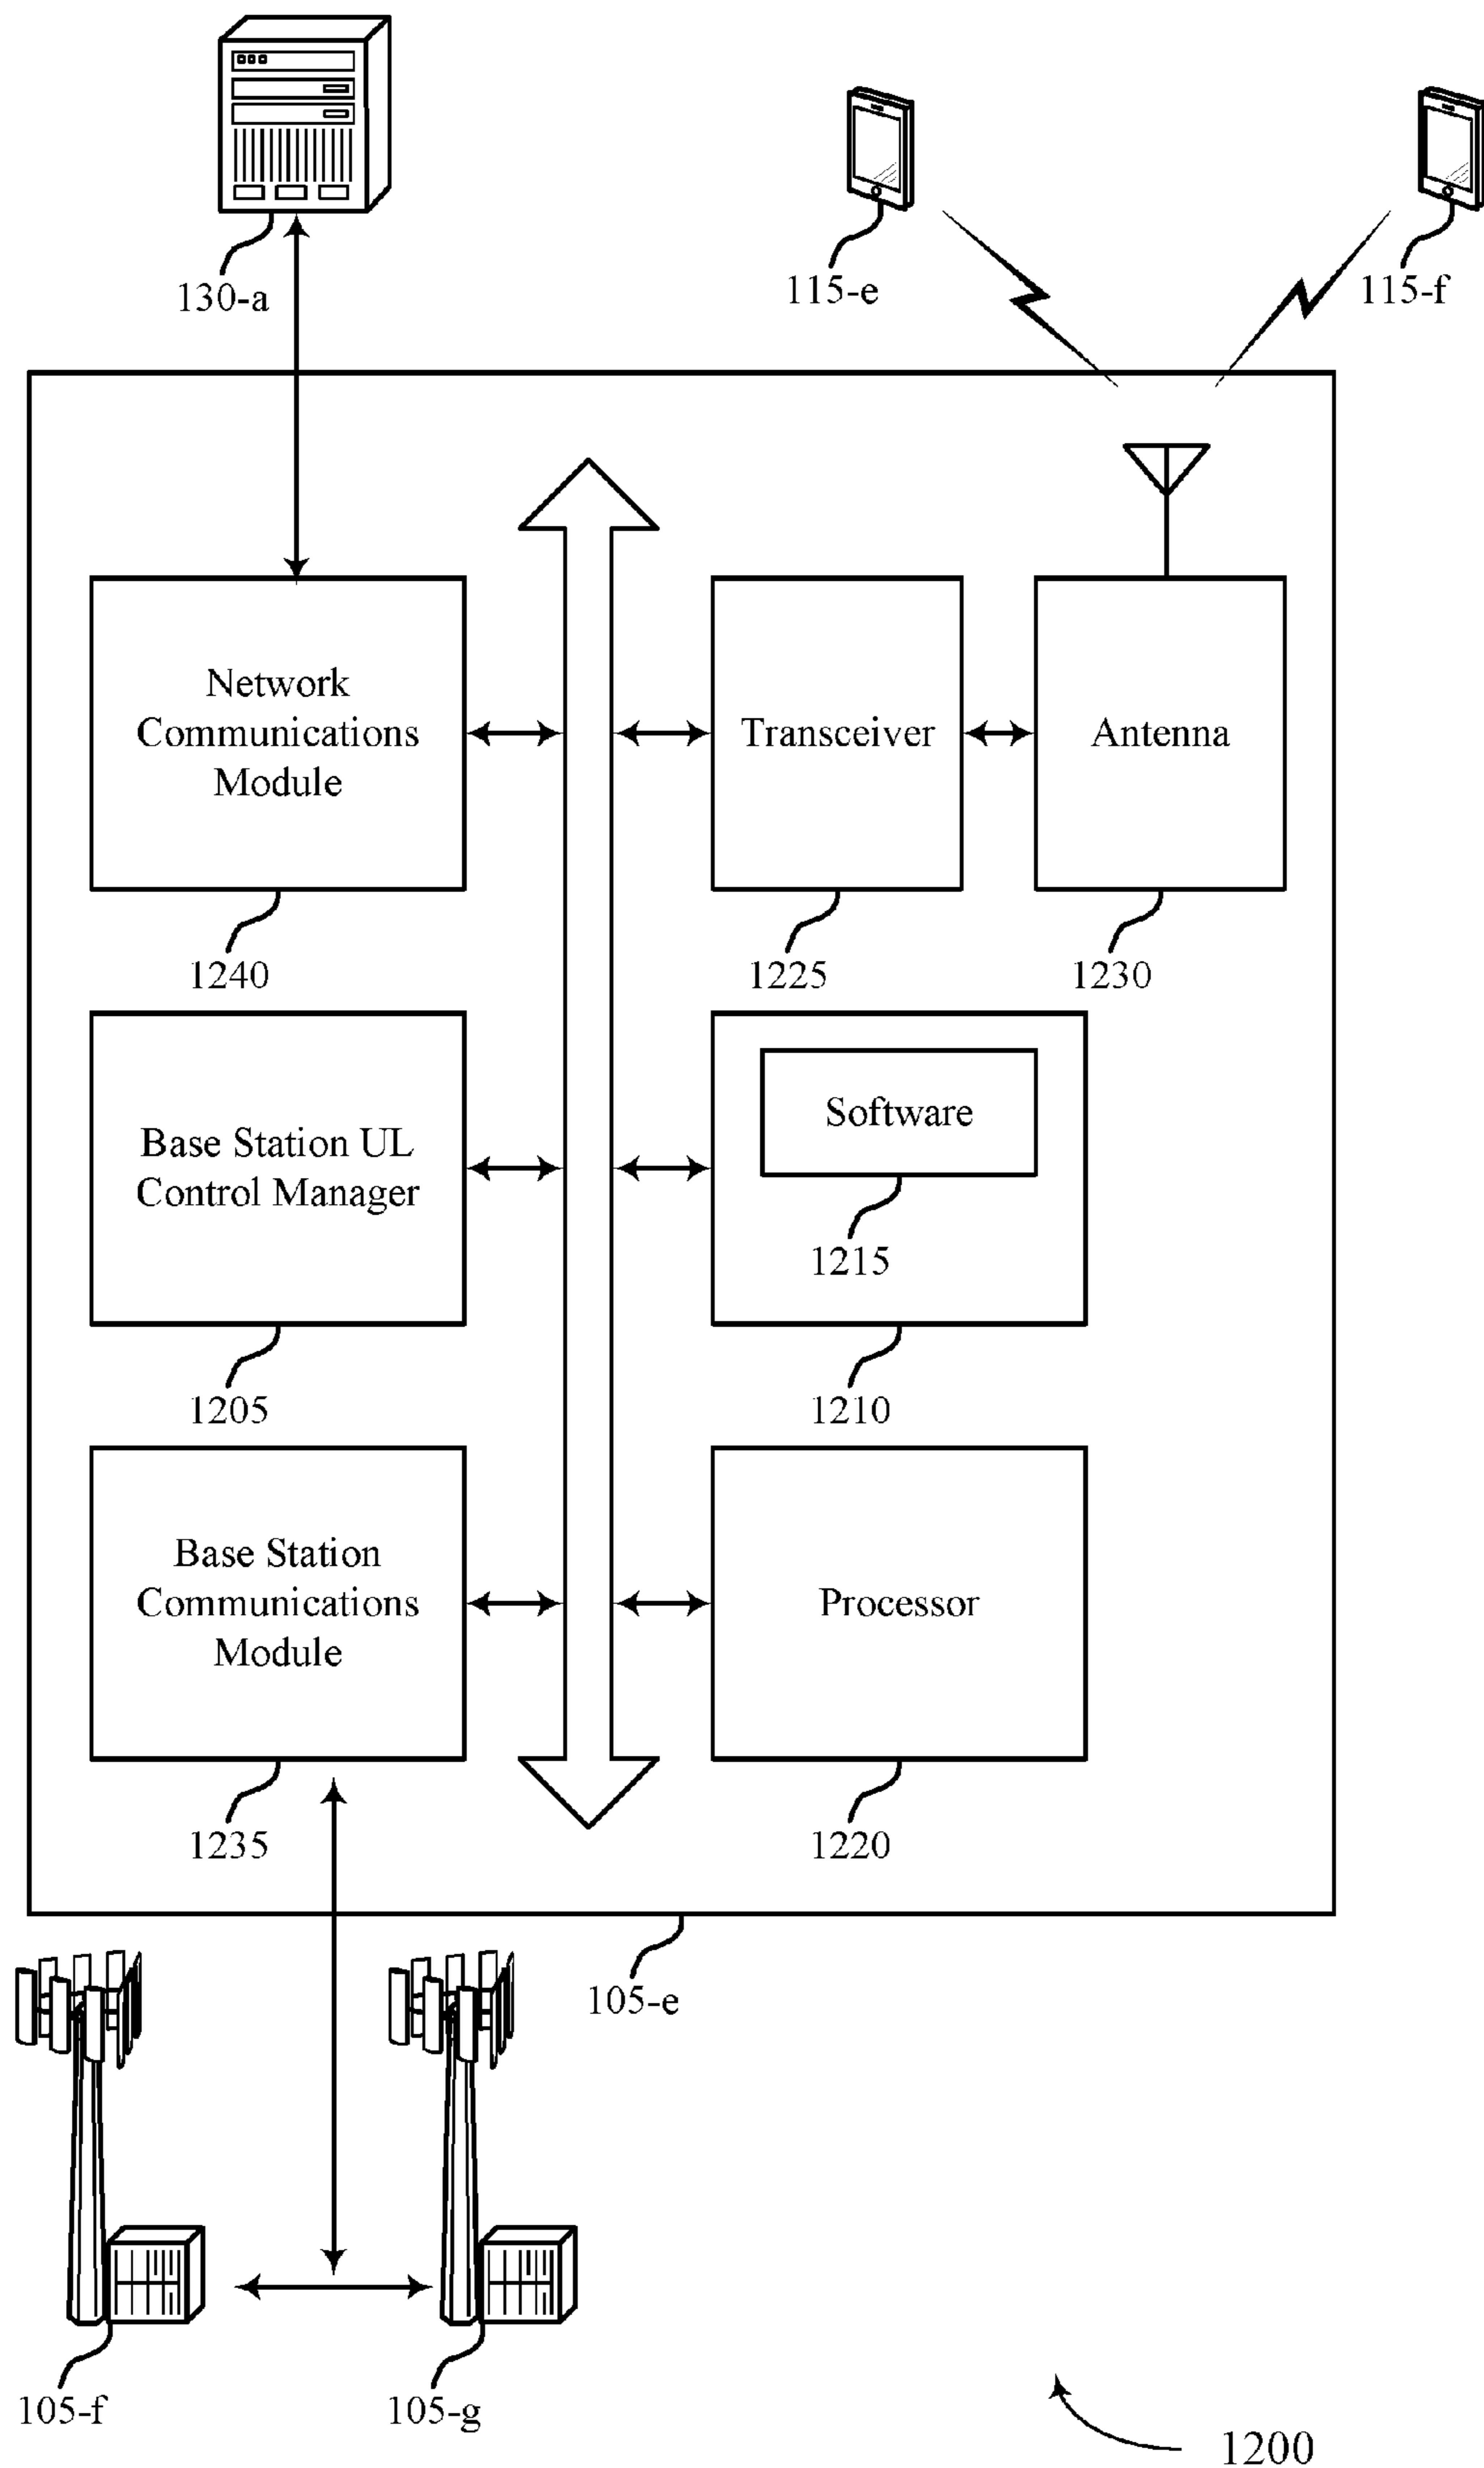 130-a
115-e
115-f
Network
Communications
Module
Transceiver
Antenna
1240
1225
1230
Base Station UL
Control Manager
Software
1215
1205
1210
Base Station
Communications
Module
Processor
1235
1220
105-e
105-f
105-g
1200